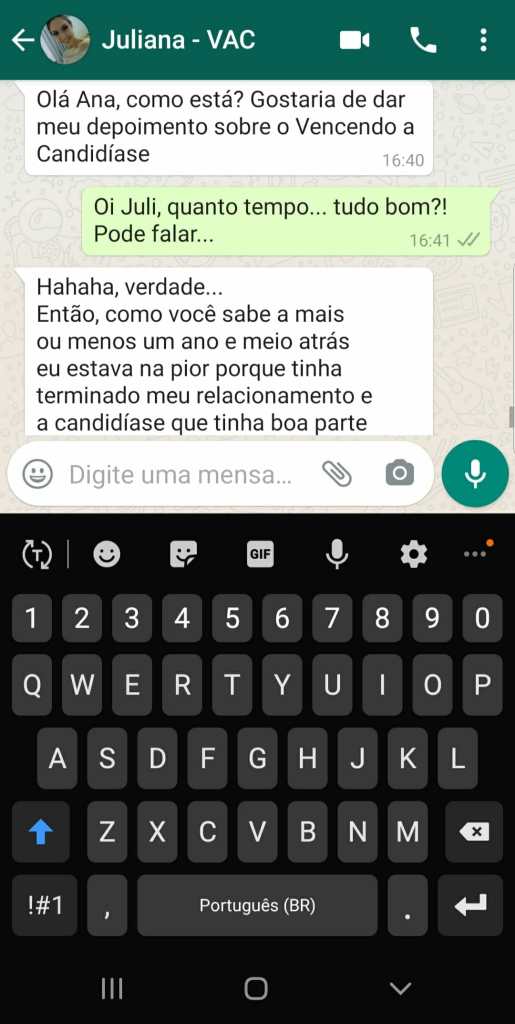 Juliana - VAC
Olá Ana, como está? Gostaria de dar
meu depoimento sobre o Vencendo a
Candidíase
16:40
Oi Juli, quanto tempo... tudo bom?!
Pode falar...
16:41
Hahaha, verdade...
Então, como você sabe a mais
ou menos um ano e meio atrás
eu estava na pior porque tinha
terminado meu relacionamento e
a candidíase que tinha boa parte
Digite uma mensa...
T GIF
1 2 3 4 5 6 7 8 9 0
Q W E R T Y U I O P
A S D F G H J K L
Z X C V B N M
!#1 , Português (BR) .